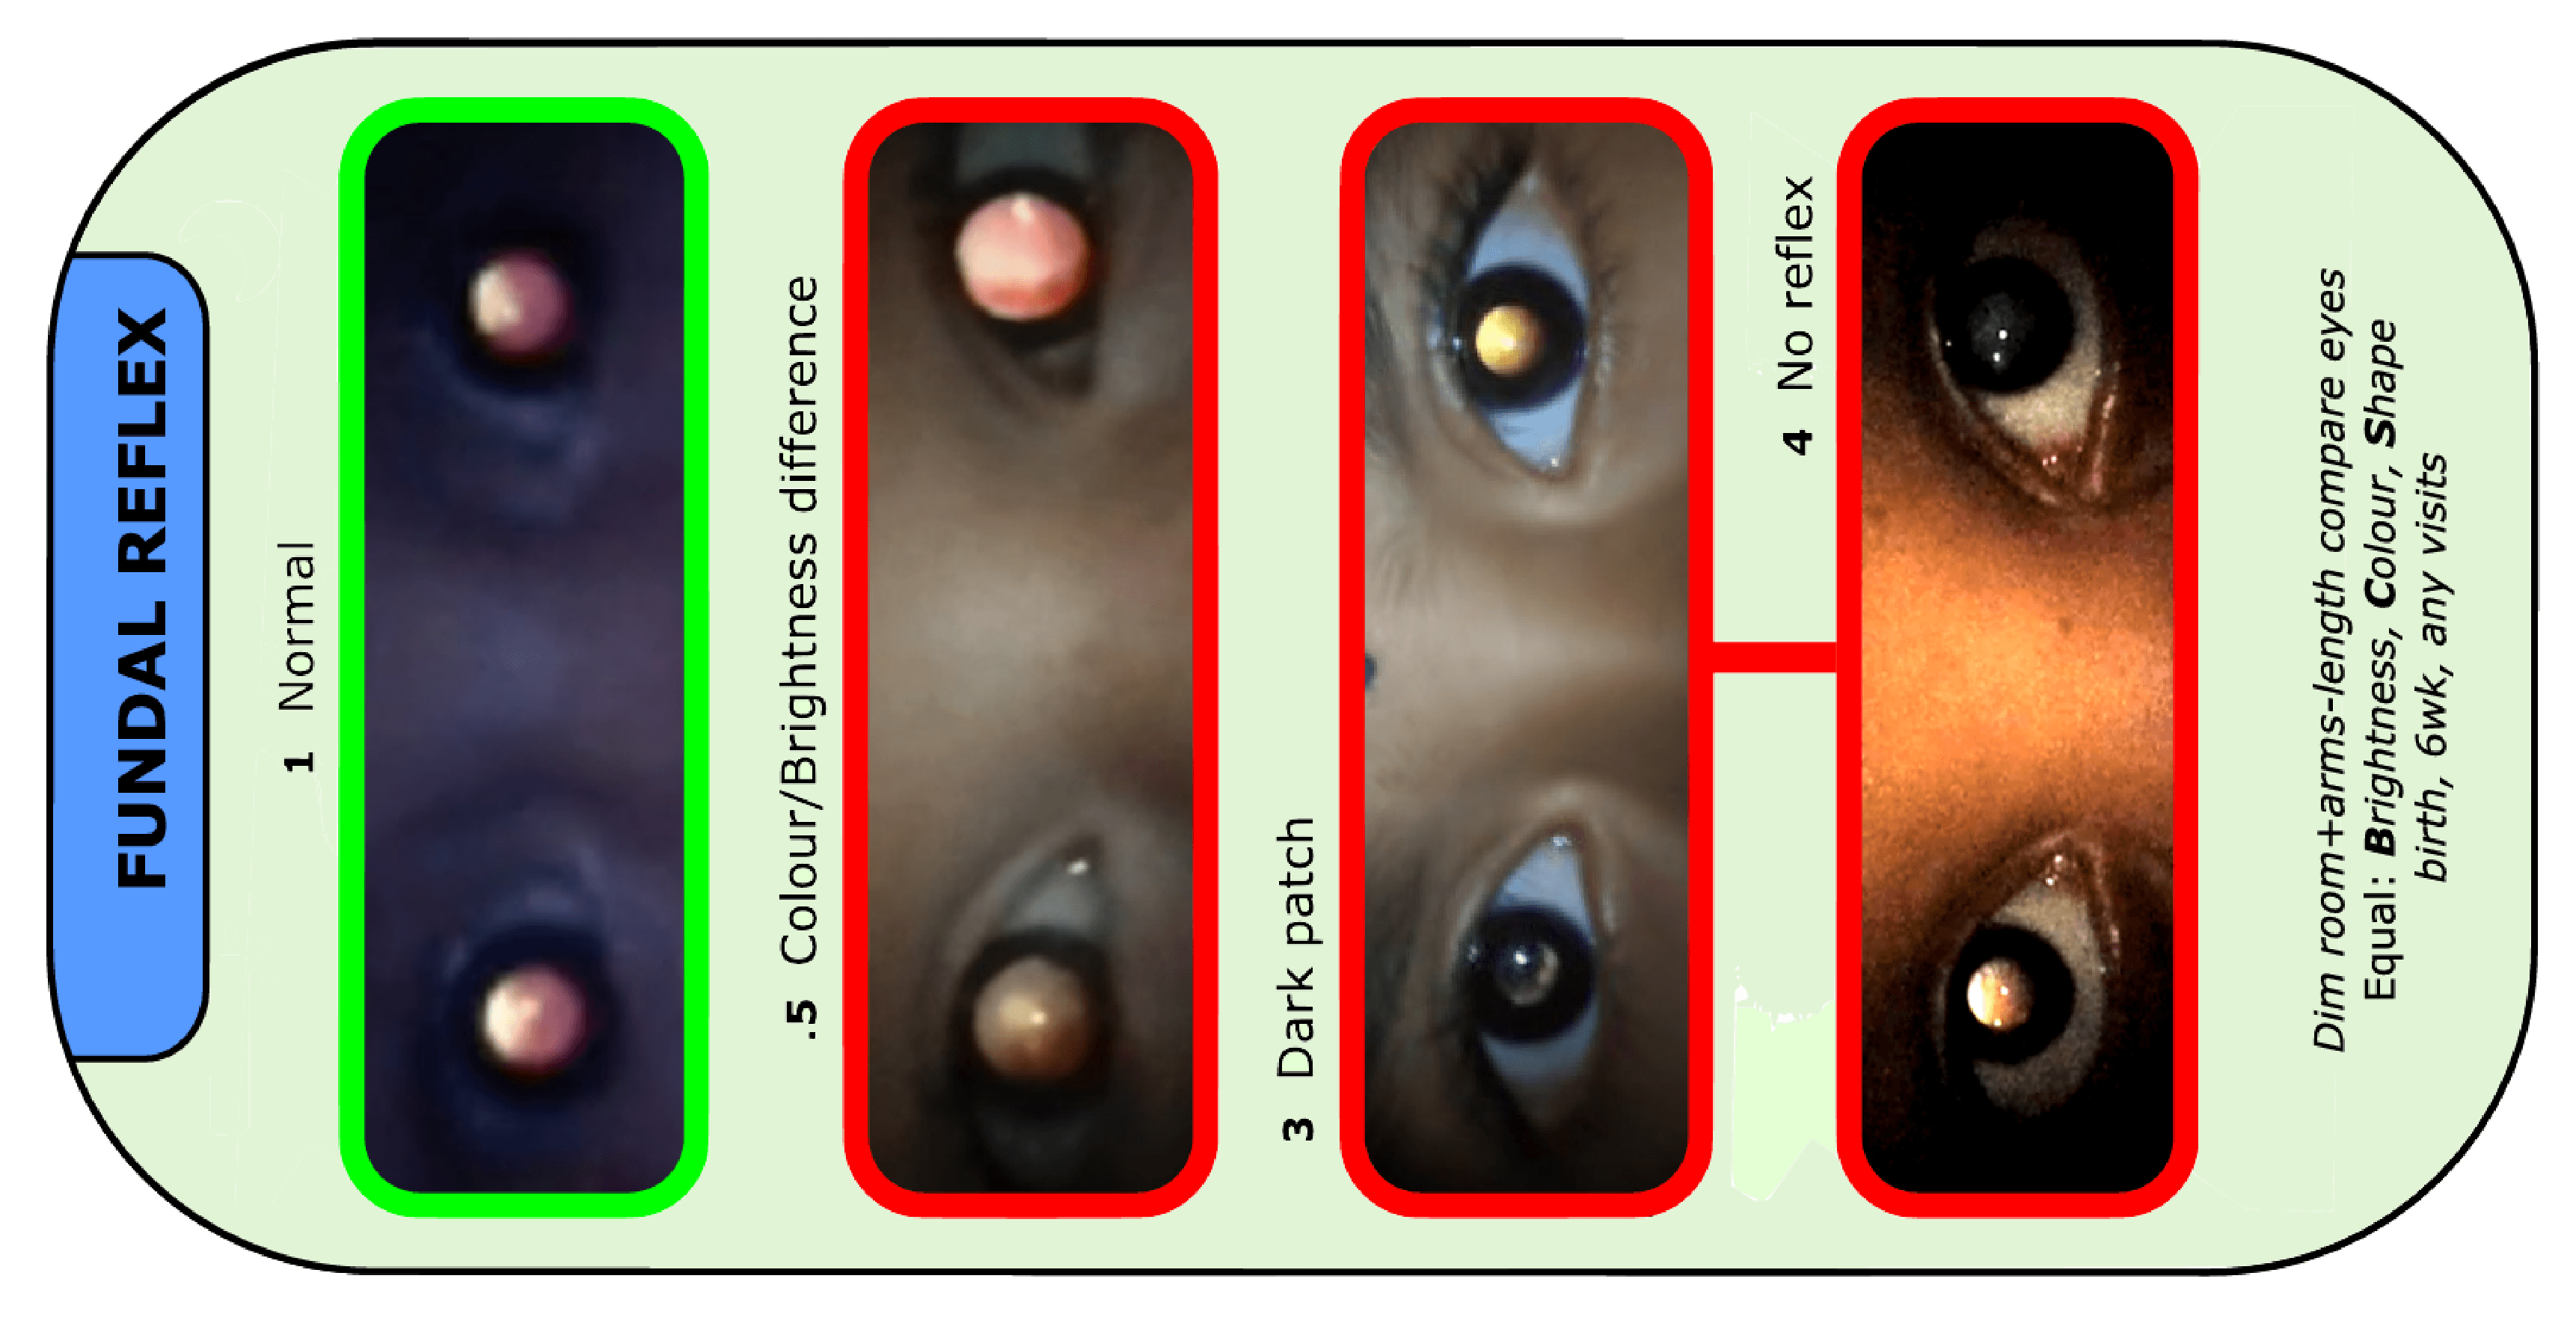 FUNDAL REFLEX
1 Normal
.5 Colour/Brightness difference
3 Dark patch
4 No reflex
Dim room+arms-length compare eyes
Equal: Brightness, Colour, Shape
birth, 6wk, any visits